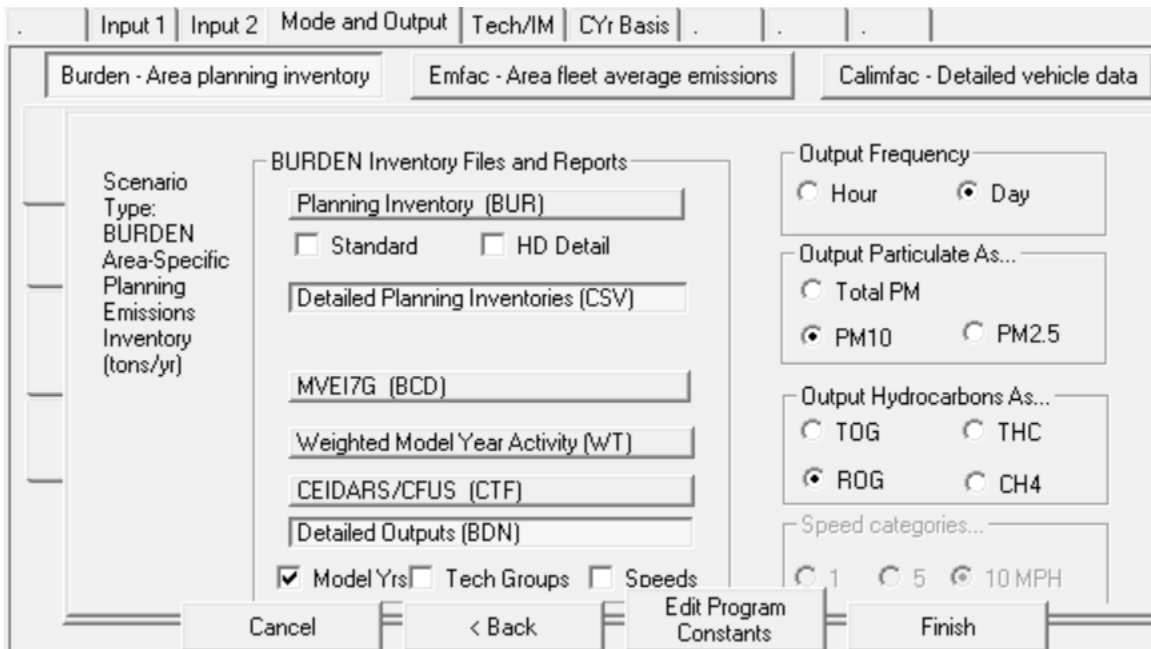 .
Input 1
Input 2
Mode and Output
Tech/IM
CYr Basis
.
.
.
Burden - Area planning inventory
Emfac - Area fleet average emissions
Calimfac - Detailed vehicle data
Scenario
Type:
BURDEN
Area-Specific
Planning
Emissions
Inventory
(tons/yr)
BURDEN Inventory Files and Reports
Planning Inventory (BUR)
Standard
HD Detail
Detailed Planning Inventories (CSV)
MVEI7G (BCD)
Weighted Model Year Activity (WT)
CEIDARS/CFUS (CTF)
Detailed Outputs (BDN)
Model Yrs
Tech Groups
Speeds
Output Frequency
Hour
Day
Output Particulate As...
Total PM
PM10
PM2.5
Output Hydrocarbons As...
TOG
THC
ROG
CH4
Speed categories...
1
5
10 MPH
Cancel
< Back
Edit Program
Constants
Finish